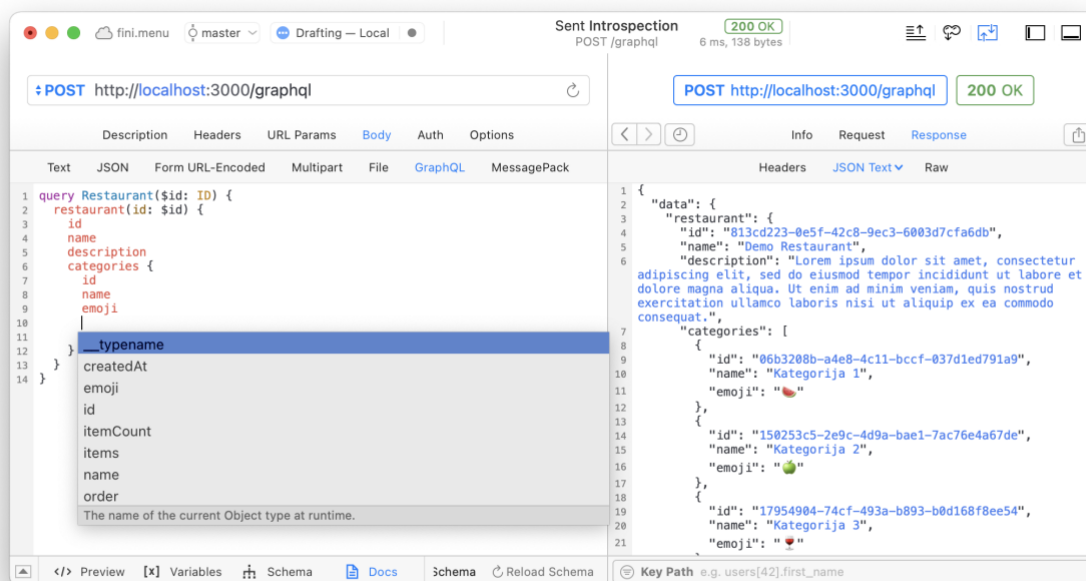 fini.menu
master
Drafting — Local
Sent Introspection
POST /graphql
200 OK
6 ms, 138 bytes
POST http://localhost:3000/graphql
Description Headers URL Params Body Auth Options
Text JSON Form URL-Encoded Multipart File GraphQL MessagePack
1 query Restaurant($id: ID) {
2 restaurant(id: $id) {
3 id
4 name
5 description
6 categories {
7 id
8 name
9 emoji
10
11
12 }
13 }
14 }
__typename
createdAt
emoji
id
itemCount
items
name
order
The name of the current Object type at runtime.
</> Preview [x] Variables Schema Docs Schema Reload Schema
POST http://localhost:3000/graphql 200 OK
Info Request Response
Headers JSON Text Raw
1 {
2 "data": {
3 "restaurant": {
4 "id": "813cd223-0e5f-42c8-9ec3-6003d7cfa6db",
5 "name": "Demo Restaurant",
6 "description": "Lorem ipsum dolor sit amet, consectetur
adipiscing elit, sed do eiusmod tempor incididunt ut labore et
dolore magna aliqua. Ut enim ad minim veniam, quis nostrud
exercitation ullamco laboris nisi ut aliquip ex ea commodo
consequat.",
7 "categories": [
8 {
9 "id": "06b3208b-a4e8-4c11-bccf-037d1ed791a9",
10 "name": "Kategorija 1",
11 "emoji": "🍉"
12 },
13 {
14 "id": "150253c5-2e9c-4d9a-bae1-7ac76e4a67de",
15 "name": "Kategorija 2",
16 "emoji": "🍏"
17 },
18 {
19 "id": "17954904-74cf-493a-b893-b0d168f8ee54",
20 "name": "Kategorija 3",
21 "emoji": "🍷"
Key Path e.g. users[42].first_name